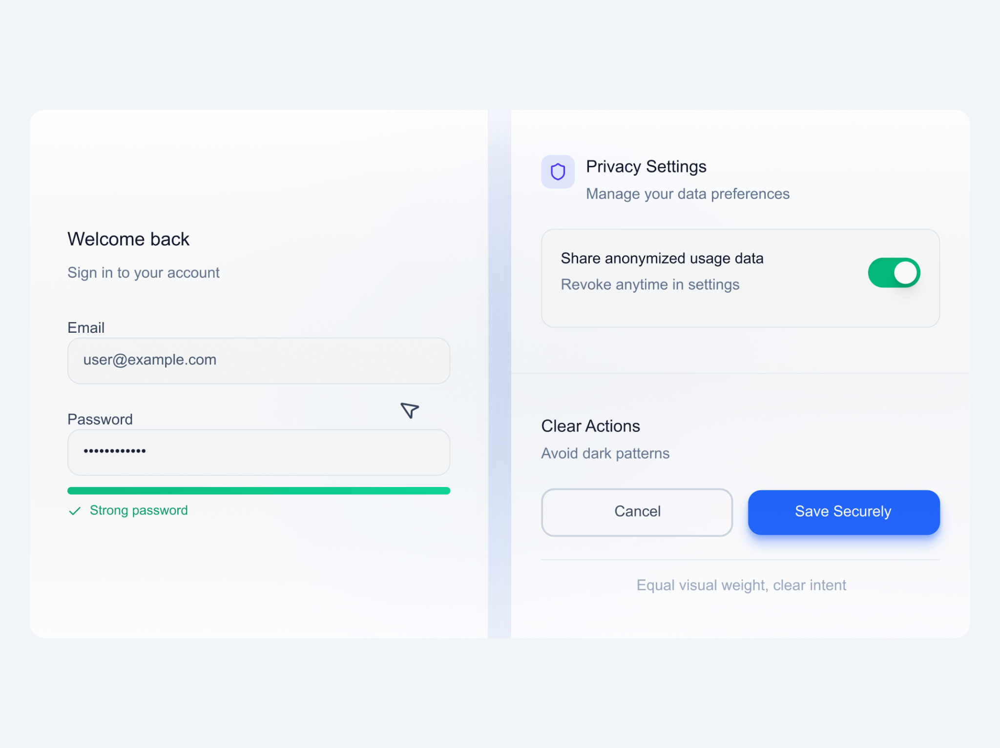 Welcome back
Sign in to your account
Email
user@example.com
Password
••••••••••••
Strong password
Privacy Settings
Manage your data preferences
Share anonymized usage data
Revoke anytime in settings
Clear Actions
Avoid dark patterns
Cancel
Save Securely
Equal visual weight, clear intent